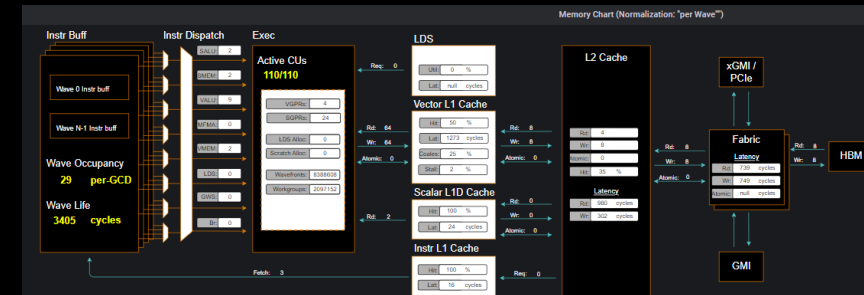 Memory Chart (Normalization: "per Wave"")
Instr Buff
Wave 0 Instr buff
Wave N-1 Instr buff
Wave Occupancy
29 per-GCD
Wave Life
3405 cycles
Instr Dispatch
SALU: 2
SMEM: 2
VALU: 9
MFMA: 0
VMEM: 2
LDS: 0
GWS: 0
Br: 0
Exec
Active CUs
110/110
VGPRs: 4
SGPRs: 24
LDS Alloc: 0
Scratch Alloc: 0
Wavefronts: 8388608
Workgroups: 2097152
Req: 0
Rd: 64
Wr: 64
Atomic: 0
Rd: 2
Fetch: 3
LDS
Util: 0 %
Lat: null cycles
Vector L1 Cache
Hit: 50 %
Lat: 1273 cycles
Coales: 25 %
Stall: 2 %
Scalar L1D Cache
Hit: 100 %
Lat: 24 cycles
Instr L1 Cache
Hit: 100 %
Lat: 16 cycles
Rd: 8
Wr: 8
Atomic: 0
Rd: 0
Wr: 0
Atomic: 0
Req: 0
L2 Cache
Rd: 4
Wr: 8
Atomic: 0
Hit: 35 %
Latency
Rd: 980 cycles
Wr: 302 cycles
Rd: 8
Wr: 8
Atomic: 0
xGMI /
PCIe
Fabric
Latency
Rd: 739 cycles
Wr: 749 cycles
Atomic: null cycles
GMI
Rd: 8
Wr: 8
HBM